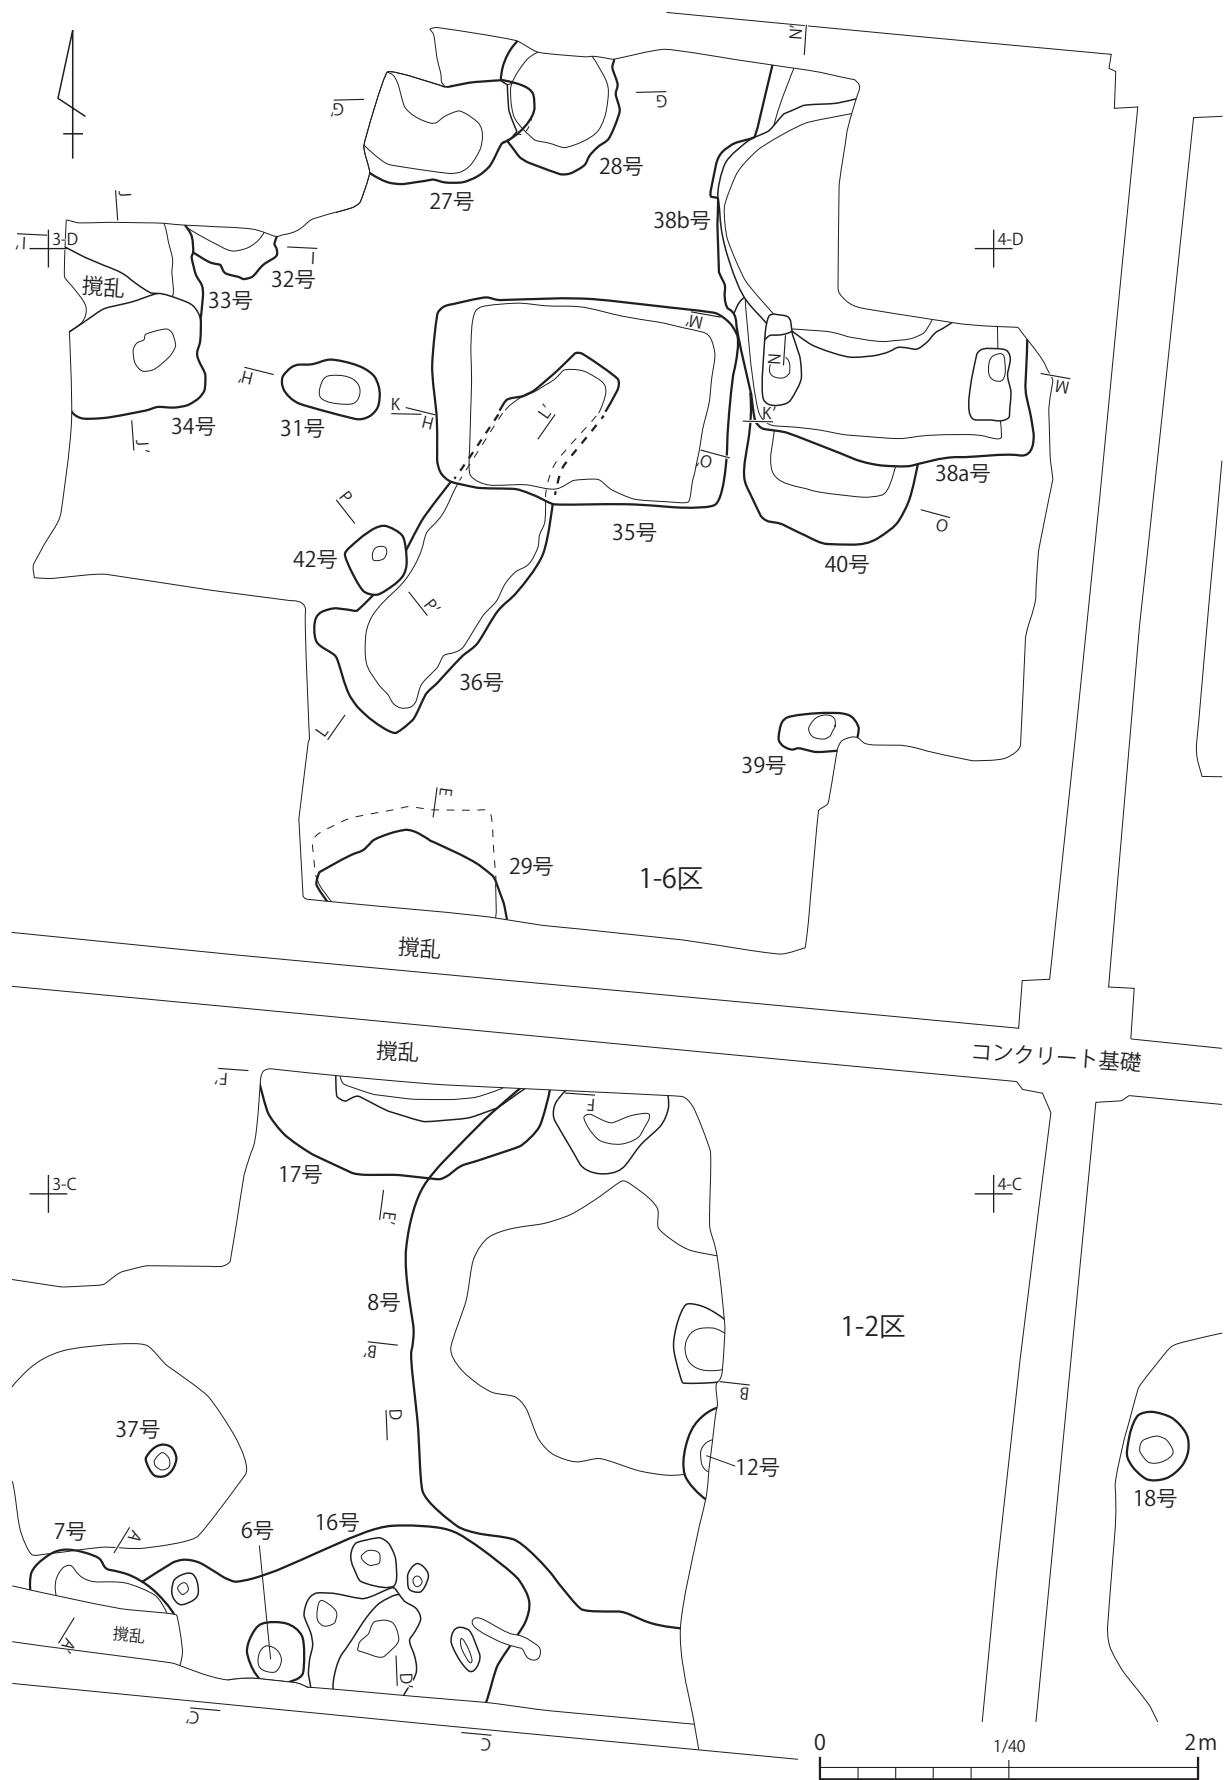 N'
G'
G
28号
27号
38b号
J
I'
3-D
I
4-D
32号
撹乱
33号
M'
N
H'
M
K
K'
H
L'
34号
31号
O'
38a号
J'
P
O
35号
42号
40号
P'
36号
L
39号
E
29号
1-6区
撹乱
撹乱
コンクリート基礎
F'
F
17号
3-C
4-C
E'
8号
1-2区
B'
B
D
37号
12号
18号
7号
A
6号
16号
撹乱
A'
D'
C'
C
0
1/40
2m